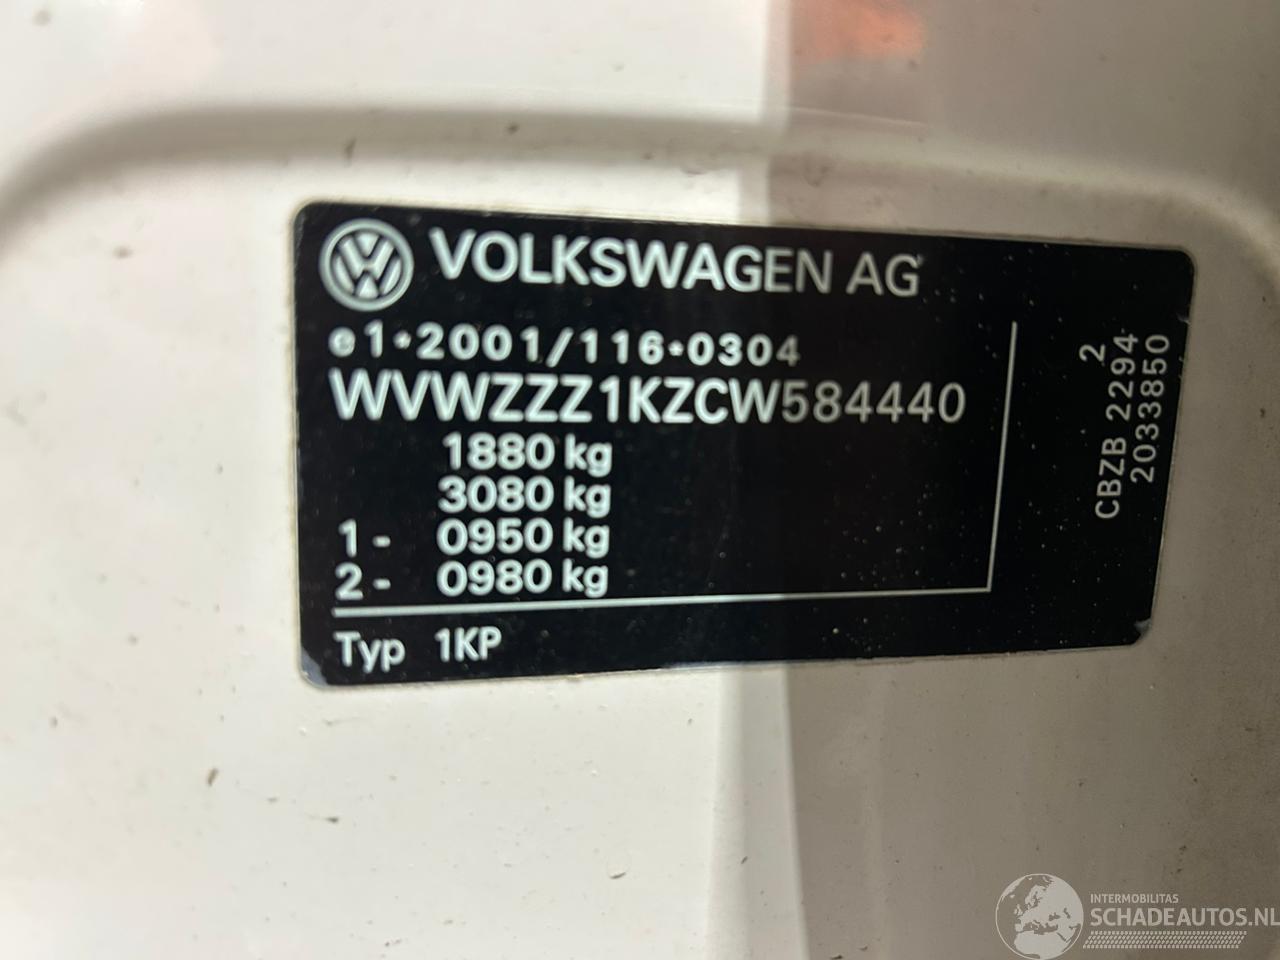 VOLKSWAGEN AG
e1*2001/116*0304
WVWZZZ1KZCW584440
1880 kg
3080 kg
1- 0950 kg
2- 0980 kg
Typ 1KP
2
CBZB 2294
2033850
INTERMOBILITAS
SCHADEAUTOS.NL